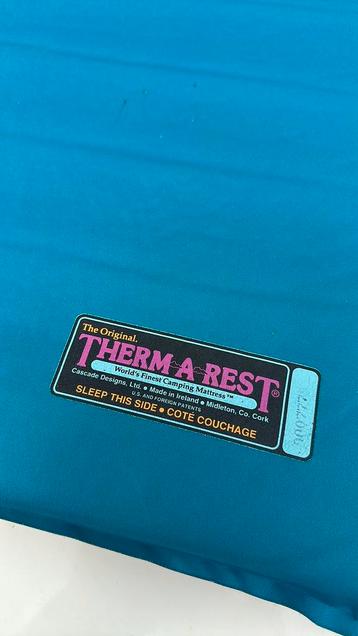 The Original.
THERM-A-REST®
World's Finest Camping Mattress™
Cascade Designs, Ltd. • Made in Ireland • Midleton, Co. Cork
U.S. AND FOREIGN PATENTS
SLEEP THIS SIDE • COTÉ COUCHAGE